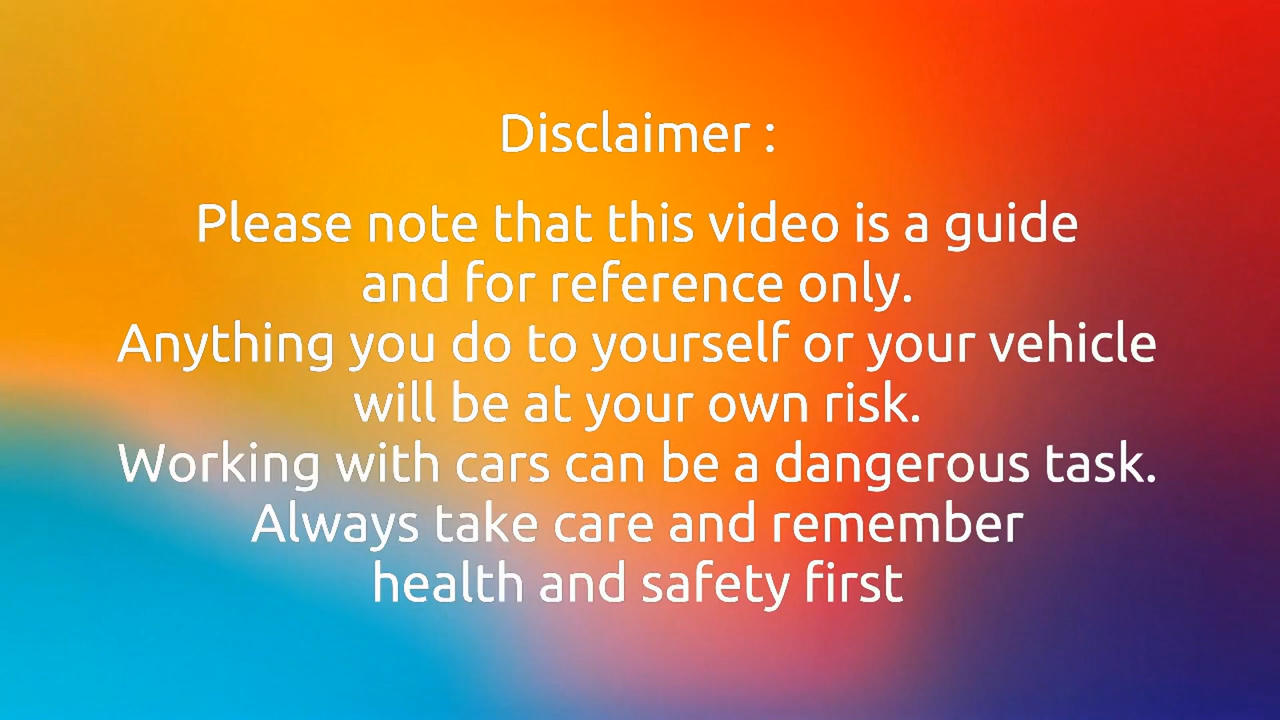 Disclaimer :
Please note that this video is a guide
and for reference only.
Anything you do to yourself or your vehicle
will be at your own risk.
Working with cars can be a dangerous task.
Always take care and remember
health and safety first